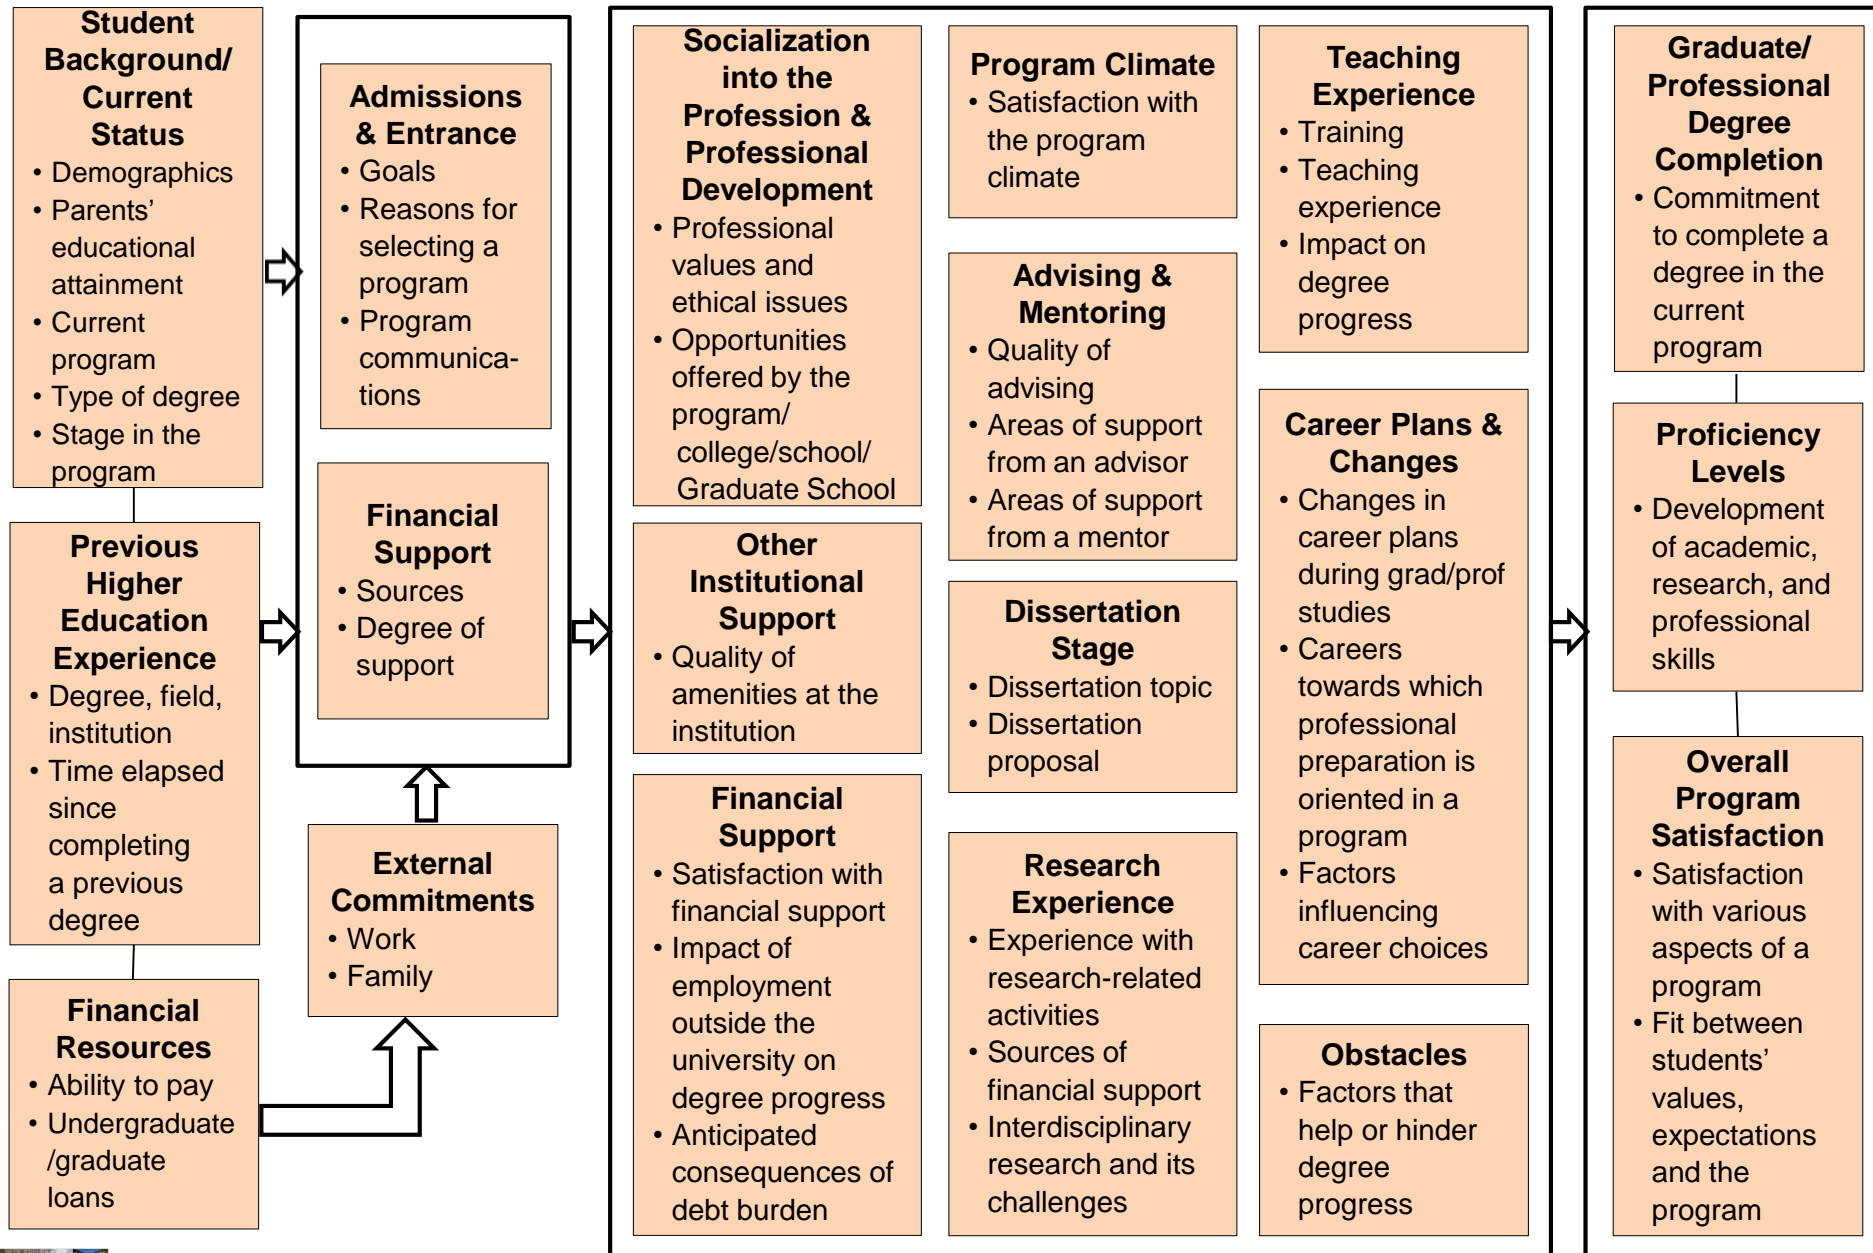 Student
Background/
Current
Status
• Demographics
• Parents’
educational
attainment
• Current
program
• Type of degree
• Stage in the
program
Previous
Higher
Education
Experience
• Degree, field,
institution
• Time elapsed
since
completing
a previous
degree
Financial
Resources
• Ability to pay
• Undergraduate
/graduate
loans
Admissions
& Entrance
• Goals
• Reasons for
selecting a
program
• Program
communica-
tions
Financial
Support
• Sources
• Degree of
support
External
Commitments
• Work
• Family
Socialization
into the
Profession &
Professional
Development
• Professional
values and
ethical issues
• Opportunities
offered by the
program/
college/school/
Graduate School
Other
Institutional
Support
• Quality of
amenities at the
institution
Financial
Support
• Satisfaction with
financial support
• Impact of
employment
outside the
university on
degree progress
• Anticipated
consequences of
debt burden
Program Climate
• Satisfaction with
the program
climate
Advising &
Mentoring
• Quality of
advising
• Areas of support
from an advisor
• Areas of support
from a mentor
Dissertation
Stage
• Dissertation topic
• Dissertation
proposal
Research
Experience
• Experience with
research-related
activities
• Sources of
financial support
• Interdisciplinary
research and its
challenges
Teaching
Experience
• Training
• Teaching
experience
• Impact on
degree
progress
Career Plans &
Changes
• Changes in
career plans
during grad/prof
studies
• Careers
towards which
professional
preparation is
oriented in a
program
• Factors
influencing
career choices
Obstacles
• Factors that
help or hinder
degree
progress
Graduate/
Professional
Degree
Completion
• Commitment
to complete a
degree in the
current
program
Proficiency
Levels
• Development
of academic,
research, and
professional
skills
Overall
Program
Satisfaction
• Satisfaction
with various
aspects of a
program
• Fit between
students’
values,
expectations
and the
program